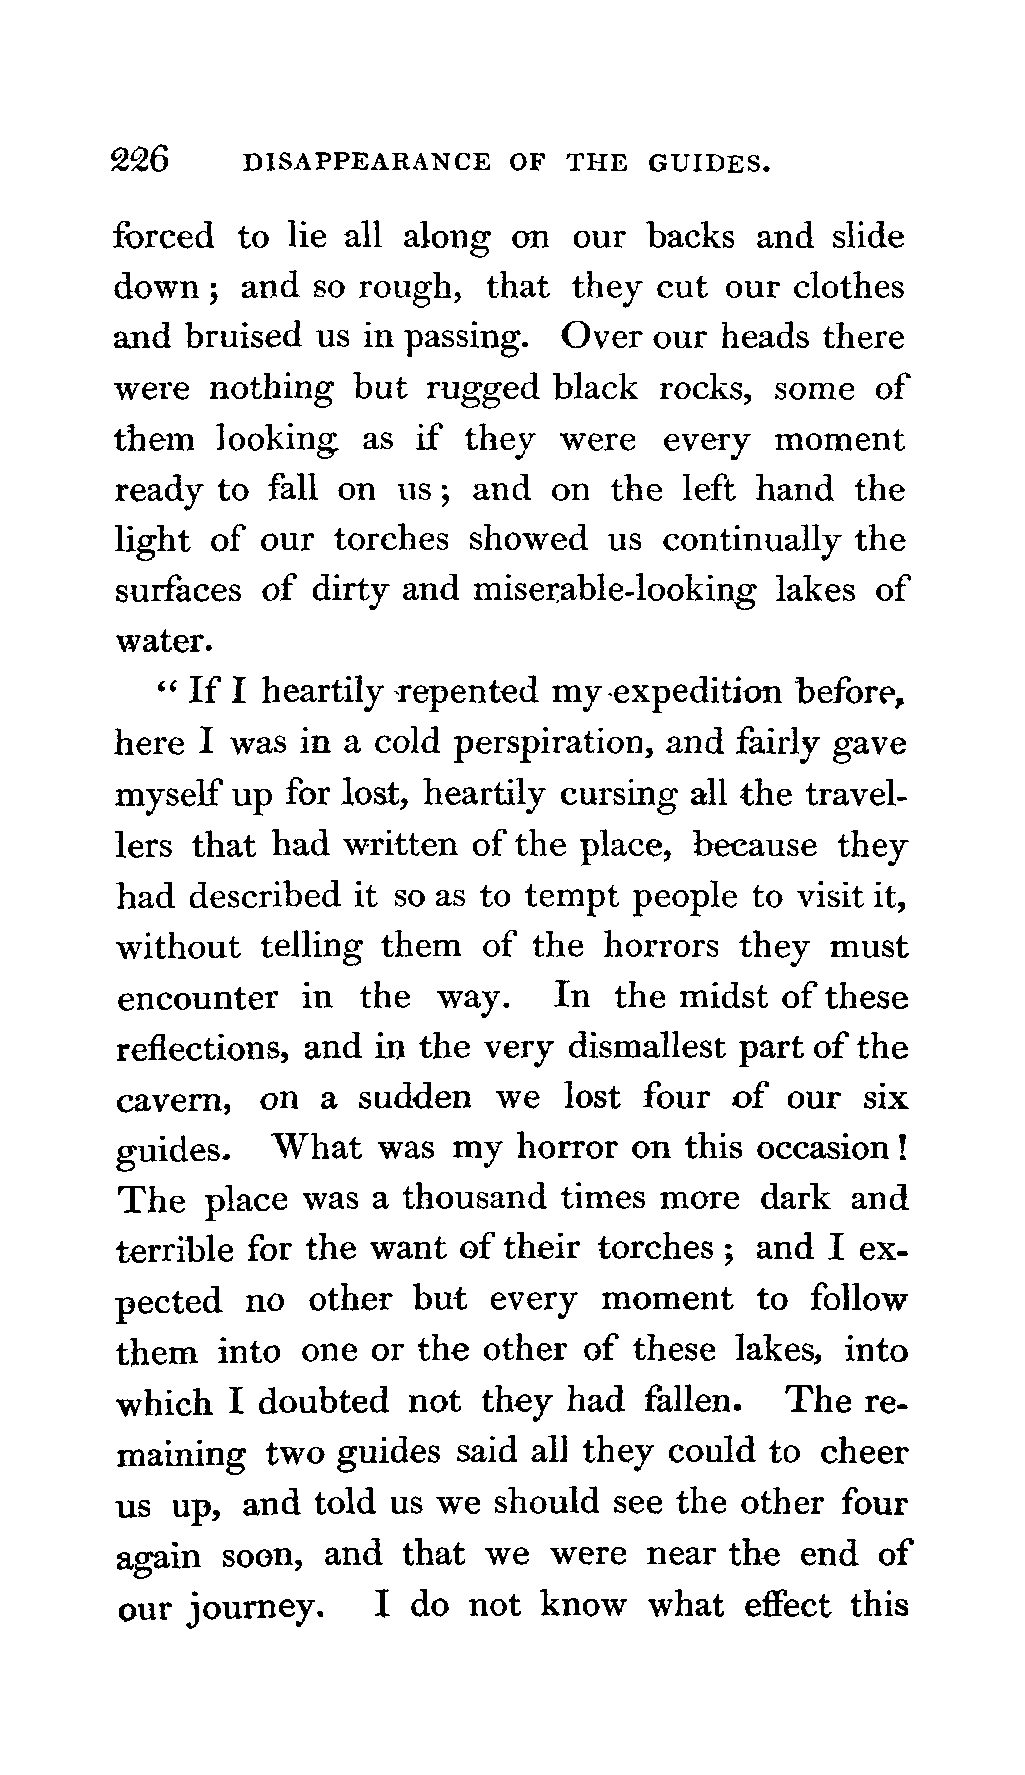 226 DISAPPEARANCE OF THE GUIDES.
forced to lie all along on our backs and slide
down ; and so rough, that they cut our clothes
and bruised us in passing. Over our heads there
were nothing but rugged black rocks, some of
them looking as if they were every moment
ready to fall on us ; and on the left hand the
light of our torches showed us continually the
surfaces of dirty and miserable-looking lakes of
water.
“ If I heartily repented my expedition before,
here I was in a cold perspiration, and fairly gave
myself up for lost, heartily cursing all the travel-
lers that had written of the place, because they
had described it so as to tempt people to visit it,
without telling them of the horrors they must
encounter in the way. In the midst of these
reflections, and in the very dismallest part of the
cavern, on a sudden we lost four of our six
guides. What was my horror on this occasion !
The place was a thousand times more dark and
terrible for the want of their torches ; and I ex-
pected no other but every moment to follow
them into one or the other of these lakes, into
which I doubted not they had fallen. The re-
maining two guides said all they could to cheer
us up, and told us we should see the other four
again soon, and that we were near the end of
our journey. I do not know what effect this